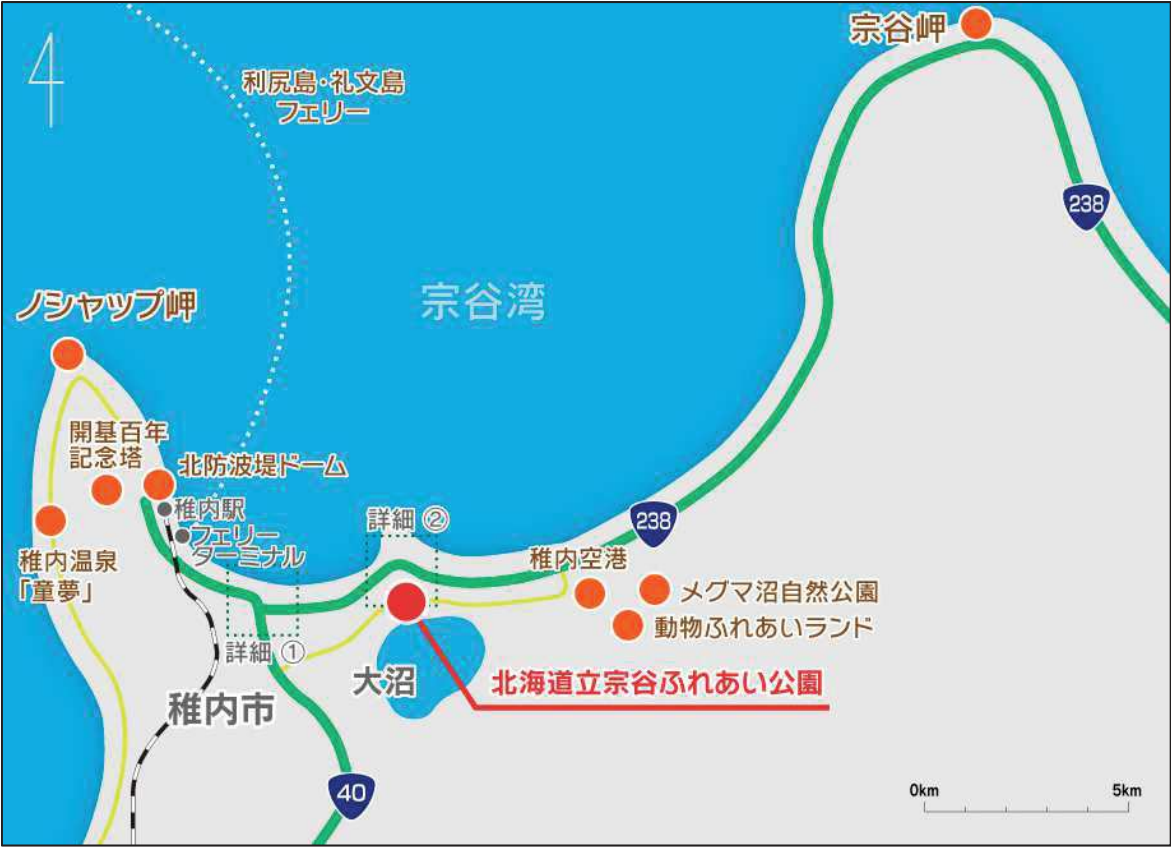 宗谷岬
利尻島・礼文島
フェリー
238
宗谷湾
ノシャップ岬
開基百年
記念塔
北防波堤ドーム
稚内駅
フェリー
ターミナル
詳細 ②
238
稚内温泉
「童夢」
稚内空港
メグマ沼自然公園
動物ふれあいランド
詳細 ①
大沼
北海道立宗谷ふれあい公園
稚内市
40
0km
5km